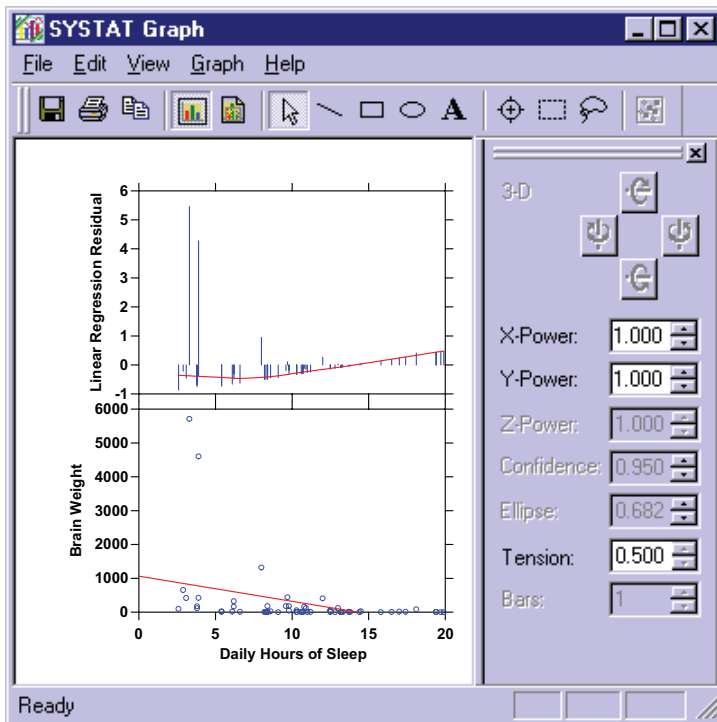 SYSTAT Graph
File Edit View Graph Help
A
Linear Regression Residual
6
5
4
3
2
1
0
-1
Brain Weight
6000
5000
4000
3000
2000
1000
0
0 5 10 15 20
Daily Hours of Sleep
3-D
X-Power: 1.000
Y-Power: 1.000
Z-Power: 1.000
Confidence: 0.950
Ellipse: 0.682
Tension: 0.500
Bars: 1
Ready